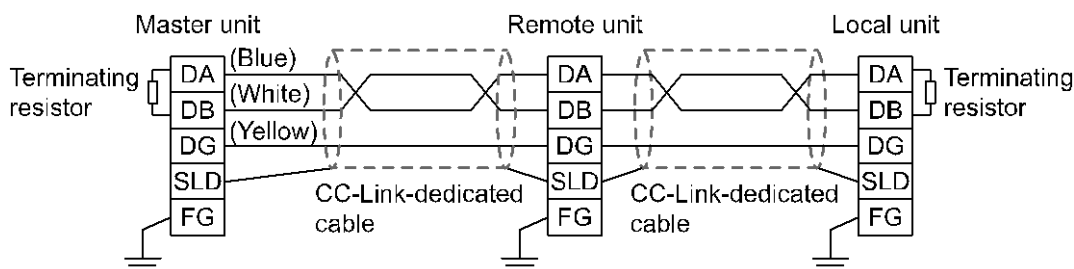 Master unit
Remote unit
Local unit
Terminating
resistor
DA
DB
DG
SLD
FG
(Blue)
(White)
(Yellow)
CC-Link-dedicated
cable
DA
DB
DG
SLD
FG
CC-Link-dedicated
cable
DA
DB
DG
SLD
FG
Terminating
resistor